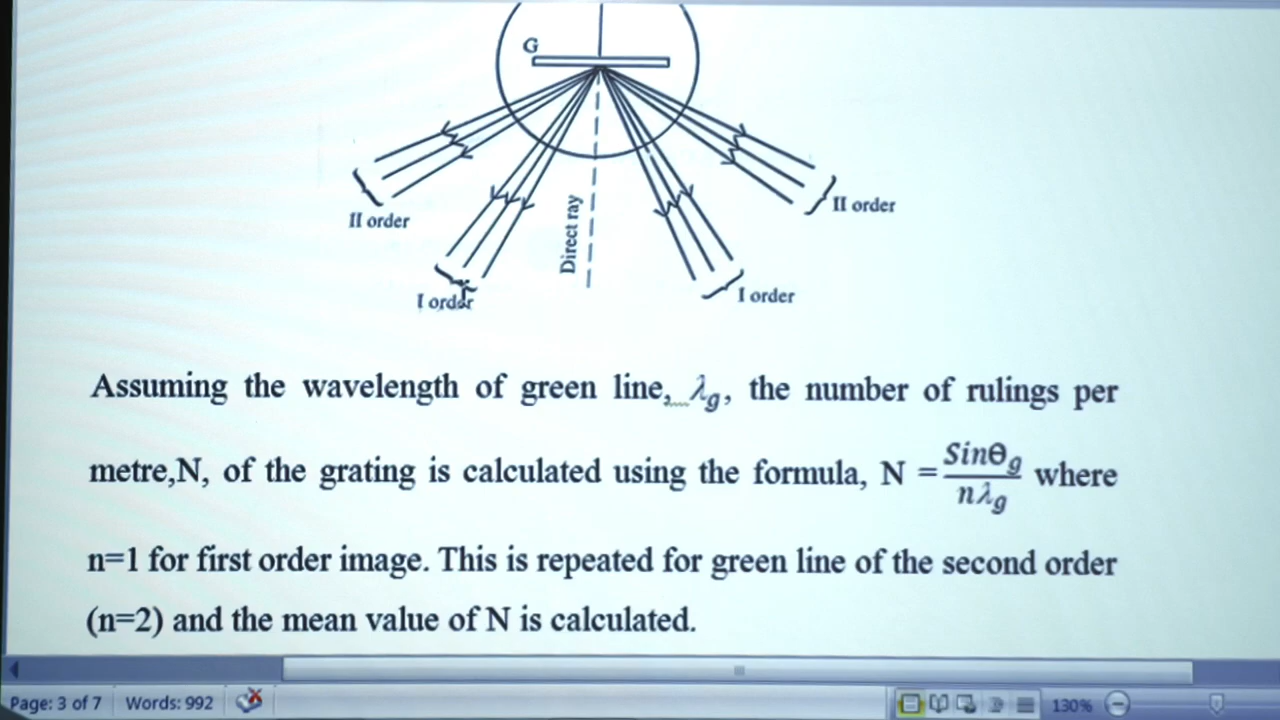 G
II order
II order
Direct ray
I order
I order
Assuming the wavelength of green line, λg, the number of rulings per
metre,N, of the grating is calculated using the formula, N = Sinθg/nλg where
n=1 for first order image. This is repeated for green line of the second order
(n=2) and the mean value of N is calculated.
Page: 3 of 7 Words: 992 130%